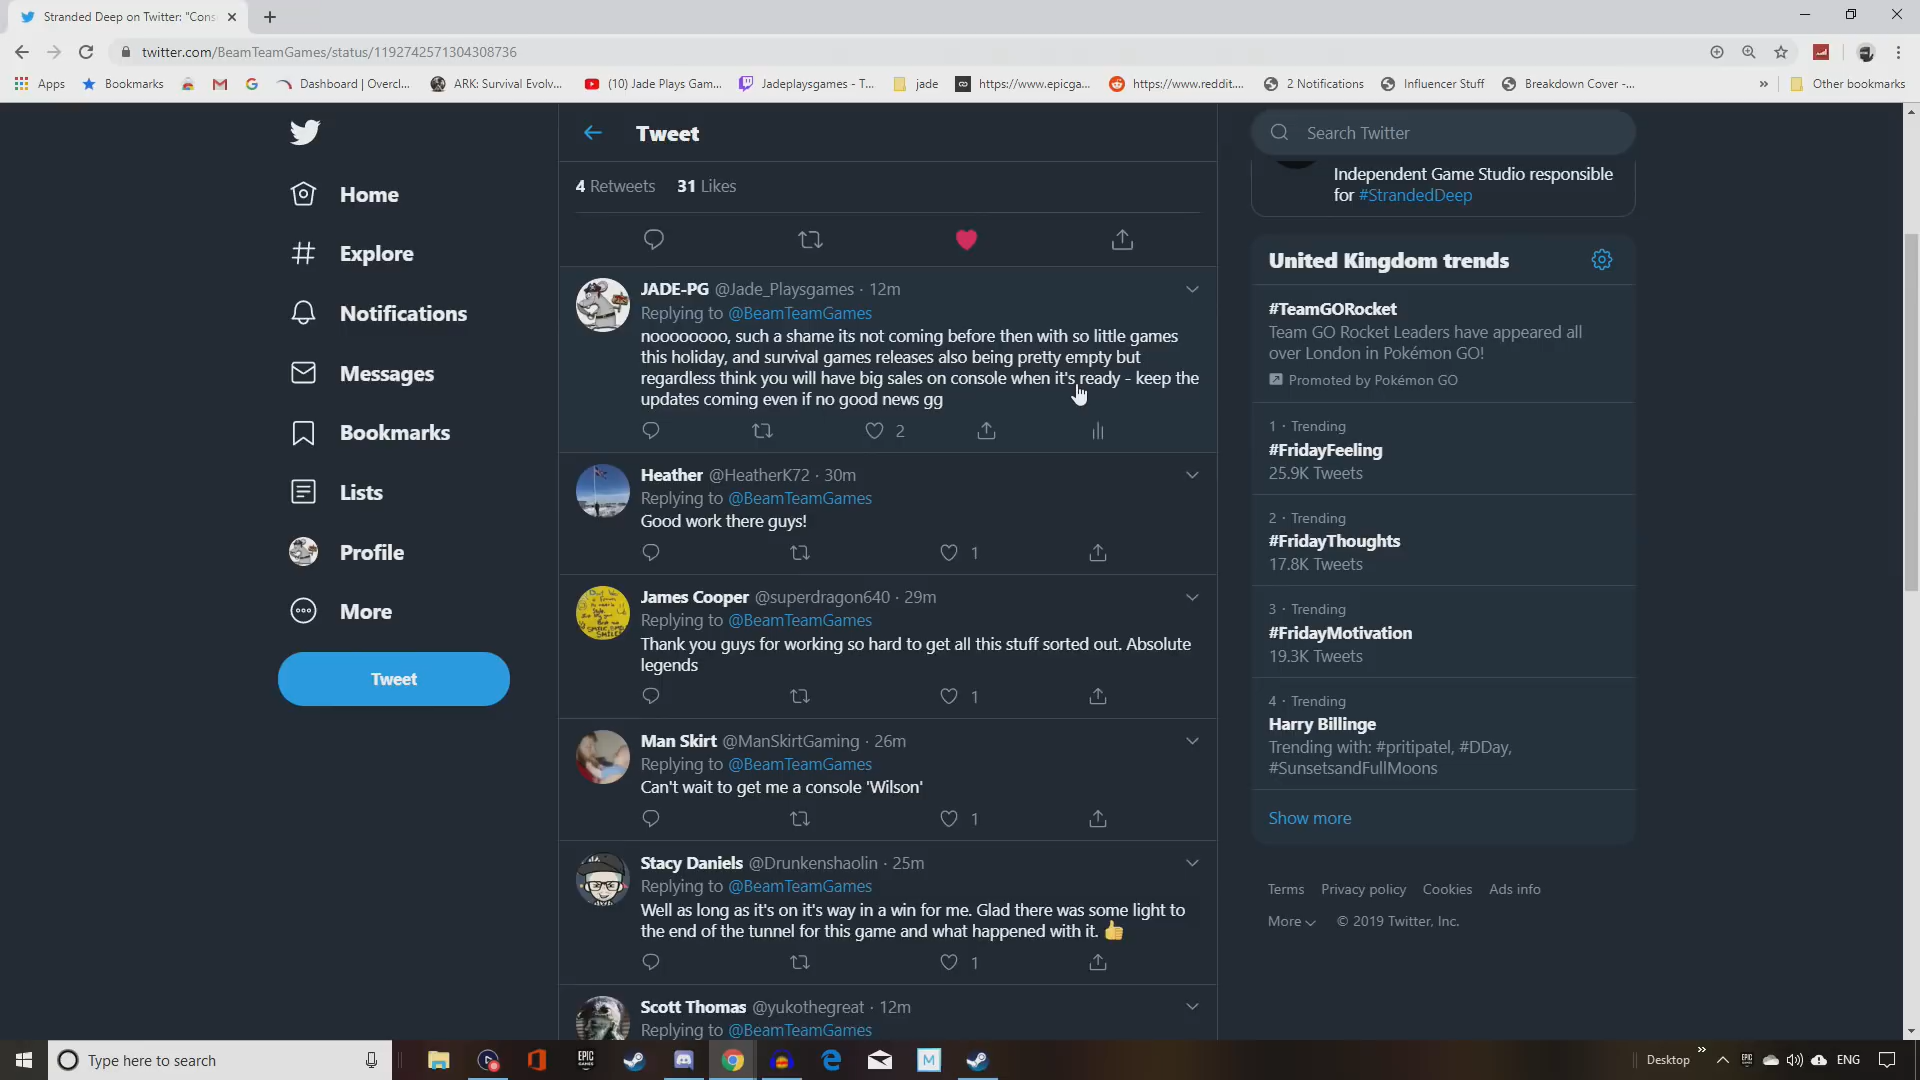 Stranded Deep on Twitter: "Cons
twitter.com/BeamTeamGames/status/1192742571304308736
Apps
Bookmarks
Dashboard | Overcl...
ARK: Survival Evolv...
(10) Jade Plays Gam...
Jadeplaysgames - T...
jade
https://www.epicga...
https://www.reddit....
2 Notifications
Influencer Stuff
Breakdown Cover -...
»
Other bookmarks
Home
Explore
Notifications
Messages
Bookmarks
Lists
Profile
More
Tweet
Tweet
4 Retweets 31 Likes
JADE-PG @Jade_Playsgames · 12m
Replying to @BeamTeamGames
noooooooo, such a shame its not coming before then with so little games
this holiday, and survival games releases also being pretty empty but
regardless think you will have big sales on console when it's ready - keep the
updates coming even if no good news gg
2
Heather @HeatherK72 · 30m
Replying to @BeamTeamGames
Good work there guys!
1
James Cooper @superdragon640 · 29m
Replying to @BeamTeamGames
Thank you guys for working so hard to get all this stuff sorted out. Absolute
legends
1
Man Skirt @ManSkirtGaming · 26m
Replying to @BeamTeamGames
Can't wait to get me a console 'Wilson'
1
Stacy Daniels @Drunkenshaolin · 25m
Replying to @BeamTeamGames
Well as long as it's on it's way in a win for me. Glad there was some light to
the end of the tunnel for this game and what happened with it. 👍
1
Scott Thomas @yukothegreat · 12m
Replying to @BeamTeamGames
Search Twitter
Independent Game Studio responsible
for #StrandedDeep
United Kingdom trends
#TeamGORocket
Team GO Rocket Leaders have appeared all
over London in Pokémon GO!
Promoted by Pokémon GO
1 · Trending
#FridayFeeling
25.9K Tweets
2 · Trending
#FridayThoughts
17.8K Tweets
3 · Trending
#FridayMotivation
19.3K Tweets
4 · Trending
Harry Billinge
Trending with: #pritipatel, #DDay,
#SunsetsandFullMoons
Show more
Terms Privacy policy Cookies Ads info
More © 2019 Twitter, Inc.
Type here to search
EPIC
M
Desktop
»
ENG